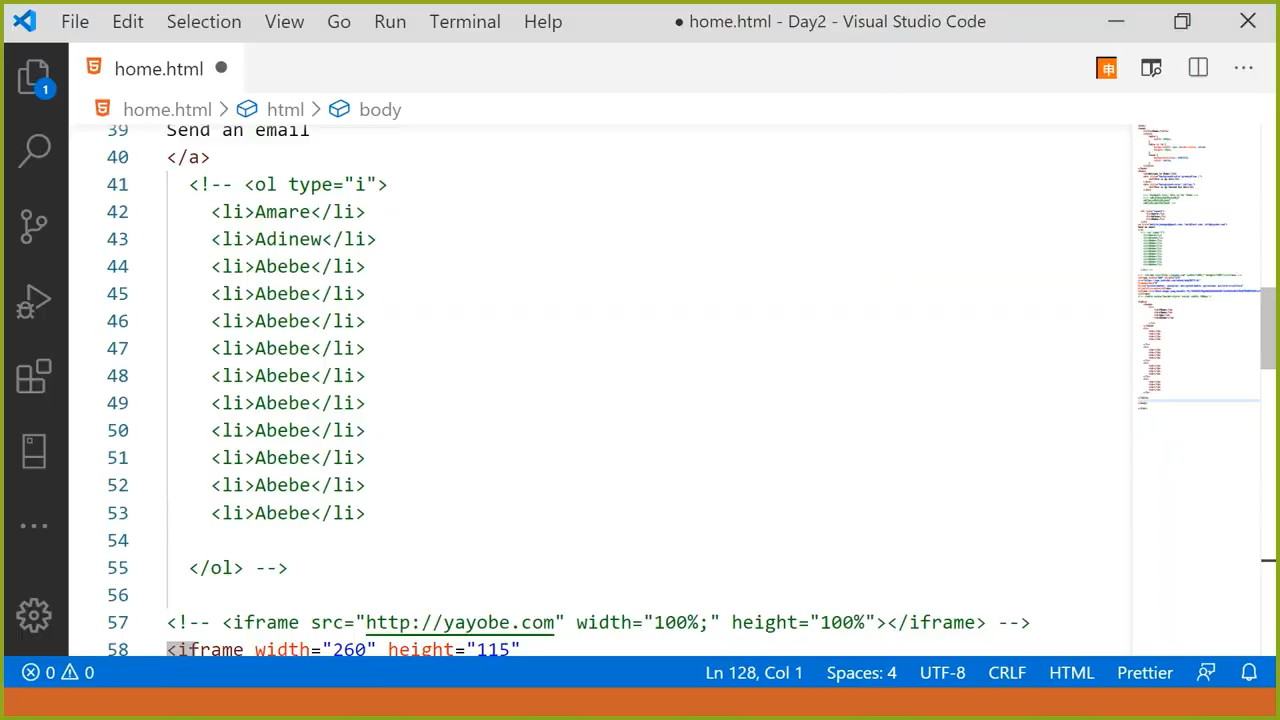 File Edit Selection View Go Run Terminal Help ● home.html - Day2 - Visual Studio Code
home.html
home.html > html > body
1
39 Send an email
40 </a>
41 <!-- <ol type="i">
42 <li>Amare</li>
43 <li>Adinew</li>
44 <li>Abebe</li>
45 <li>Abebe</li>
46 <li>Abebe</li>
47 <li>Abebe</li>
48 <li>Abebe</li>
49 <li>Abebe</li>
50 <li>Abebe</li>
51 <li>Abebe</li>
52 <li>Abebe</li>
53 <li>Abebe</li>
54
55 </ol> -->
56
57 <!-- <iframe src="http://yayobe.com" width="100%;" height="100%"></iframe> -->
58 <iframe width="260" height="115"
0 0 Ln 128, Col 1 Spaces: 4 UTF-8 CRLF HTML Prettier